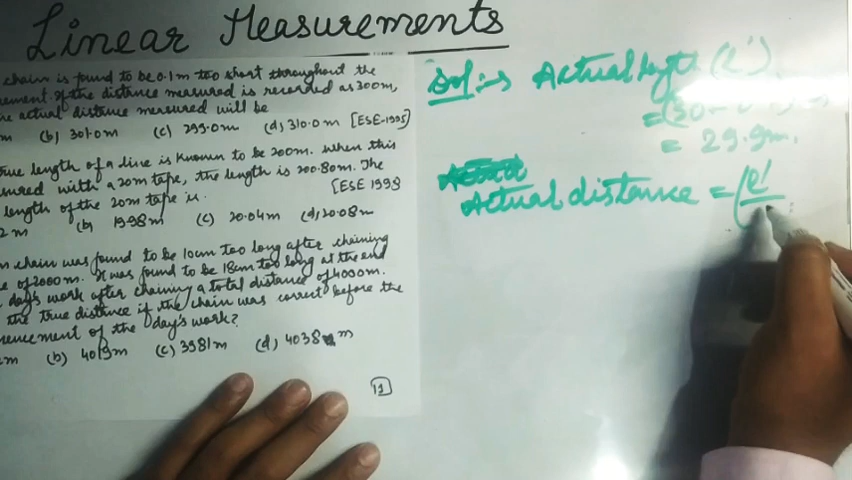 Linear Measurements
chain is found to be 0.1m too short throughout the
ement. If the distance measured is recorded as 300m,
actual distance measured will be
m (b) 301.0m (c) 299.0m (d) 310.0m [ESE-1995]
true length of a line is known to be 200m. When this
sured with a 20m tape, the length is 200.80m. The
length of the 20m tape is. [ESE 1998
2m (b) 19.98m (c) 20.04m (d) 20.08m
chain was found to be 10cm too long after chaining
e of 2000m. It was found to be 18cm too long at the end
day's work after chaining a total distance of 4000m.
the true distance if the chain was correct before the
mencement of the day's work?
m (b) 4019m (c) 3981m (d) 4038 m
11
Sol:→ Actual length (l')
= (30-
= 29.9m.
Actual distance = (l'